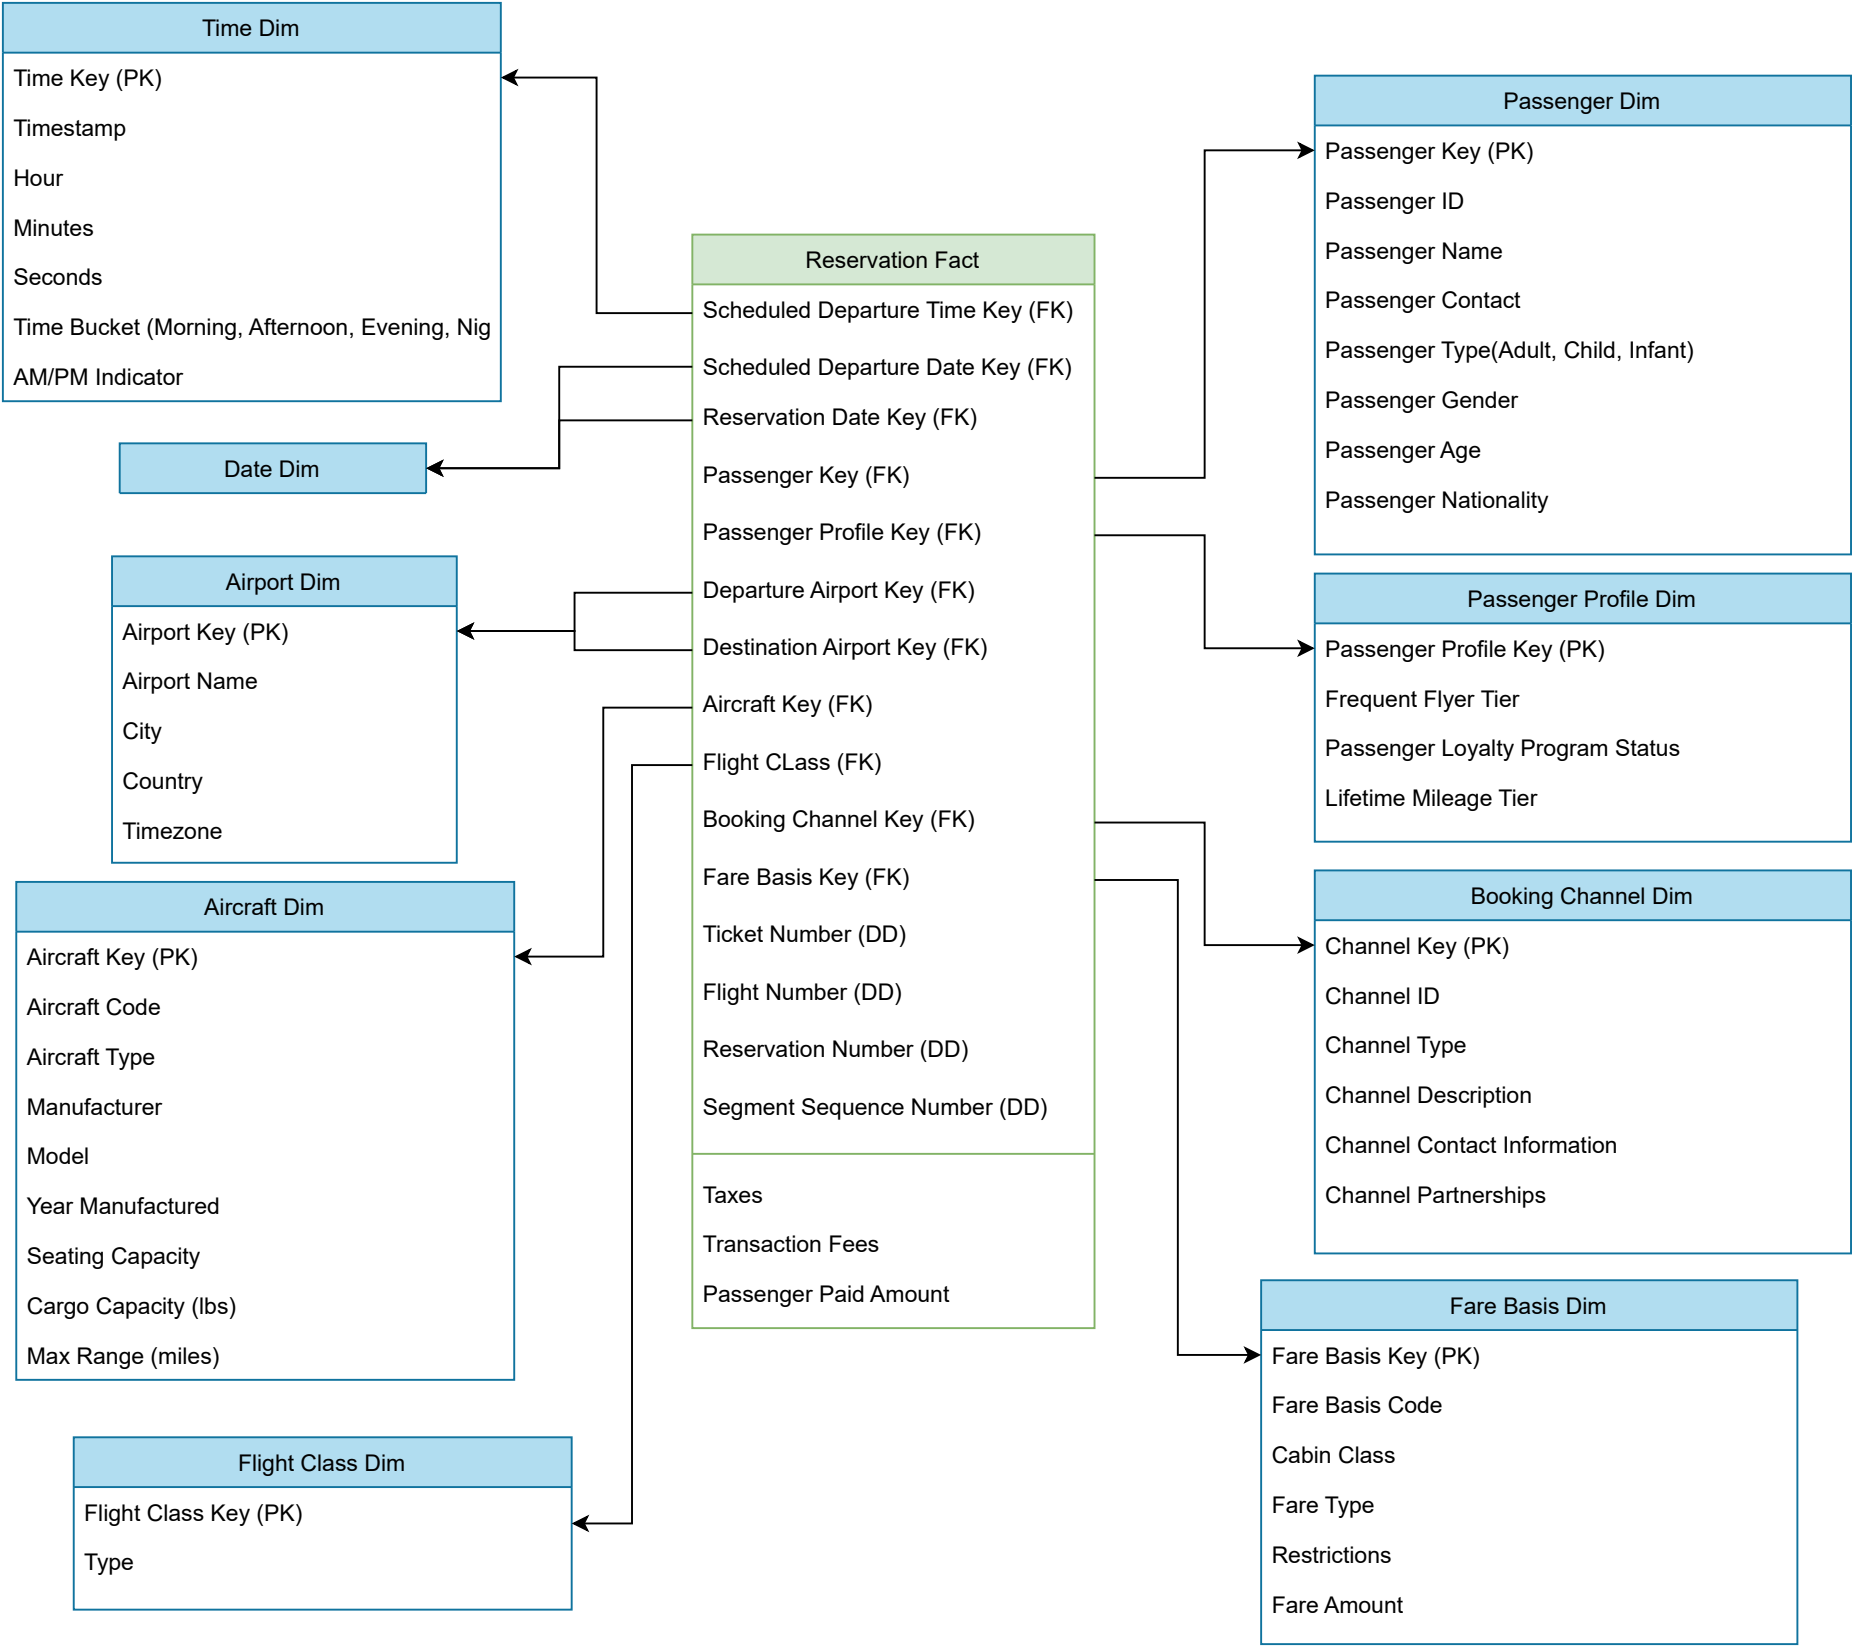 Time Dim
Time Key (PK)
Timestamp
Hour
Minutes
Seconds
Time Bucket (Morning, Afternoon, Evening, Nig
AM/PM Indicator
Date Dim
Airport Dim
Airport Key (PK)
Airport Name
City
Country
Timezone
Aircraft Dim
Aircraft Key (PK)
Aircraft Code
Aircraft Type
Manufacturer
Model
Year Manufactured
Seating Capacity
Cargo Capacity (lbs)
Max Range (miles)
Flight Class Dim
Flight Class Key (PK)
Type
Reservation Fact
Scheduled Departure Time Key (FK)
Scheduled Departure Date Key (FK)
Reservation Date Key (FK)
Passenger Key (FK)
Passenger Profile Key (FK)
Departure Airport Key (FK)
Destination Airport Key (FK)
Aircraft Key (FK)
Flight CLass (FK)
Booking Channel Key (FK)
Fare Basis Key (FK)
Ticket Number (DD)
Flight Number (DD)
Reservation Number (DD)
Segment Sequence Number (DD)
Taxes
Transaction Fees
Passenger Paid Amount
Passenger Dim
Passenger Key (PK)
Passenger ID
Passenger Name
Passenger Contact
Passenger Type(Adult, Child, Infant)
Passenger Gender
Passenger Age
Passenger Nationality
Passenger Profile Dim
Passenger Profile Key (PK)
Frequent Flyer Tier
Passenger Loyalty Program Status
Lifetime Mileage Tier
Booking Channel Dim
Channel Key (PK)
Channel ID
Channel Type
Channel Description
Channel Contact Information
Channel Partnerships
Fare Basis Dim
Fare Basis Key (PK)
Fare Basis Code
Cabin Class
Fare Type
Restrictions
Fare Amount